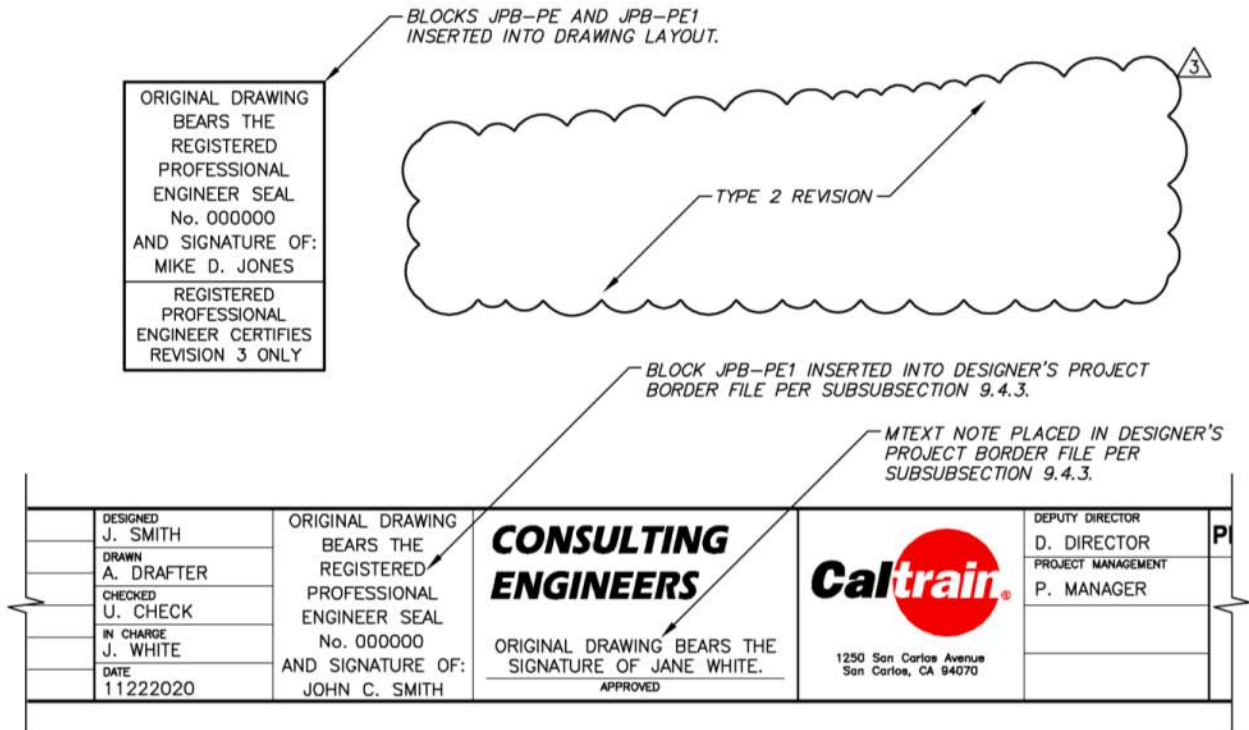 BLOCKS JPB-PE AND JPB-PE1
INSERTED INTO DRAWING LAYOUT.
ORIGINAL DRAWING
BEARS THE
REGISTERED
PROFESSIONAL
ENGINEER SEAL
No. 000000
AND SIGNATURE OF:
MIKE D. JONES
REGISTERED
PROFESSIONAL
ENGINEER CERTIFIES
REVISION 3 ONLY
3
TYPE 2 REVISION
BLOCK JPB-PE1 INSERTED INTO DESIGNER'S PROJECT
BORDER FILE PER SUBSUBSECTION 9.4.3.
MTEXT NOTE PLACED IN DESIGNER'S
PROJECT BORDER FILE PER
SUBSUBSECTION 9.4.3.
DESIGNED
J. SMITH
DRAWN
A. DRAFTER
CHECKED
U. CHECK
IN CHARGE
J. WHITE
DATE
11222020
ORIGINAL DRAWING
BEARS THE
REGISTERED
PROFESSIONAL
ENGINEER SEAL
No. 000000
AND SIGNATURE OF:
JOHN C. SMITH
CONSULTING
ENGINEERS
ORIGINAL DRAWING BEARS THE
SIGNATURE OF JANE WHITE.
APPROVED
Caltrain®
1250 San Carlos Avenue
San Carlos, CA 94070
DEPUTY DIRECTOR
D. DIRECTOR
PROJECT MANAGEMENT
P. MANAGER